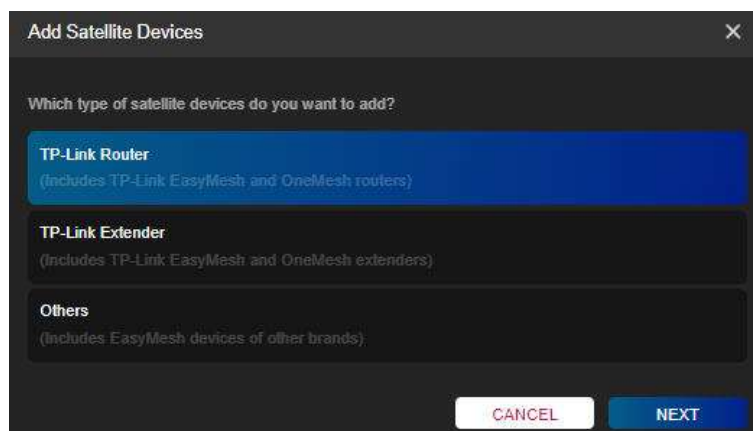 Add Satellite Devices
Which type of satellite devices do you want to add?
TP-Link Router
(Includes TP-Link EasyMesh and OneMesh routers)
TP-Link Extender
(Includes TP-Link EasyMesh and OneMesh extenders)
Others
(Includes EasyMesh devices of other brands)
CANCEL NEXT